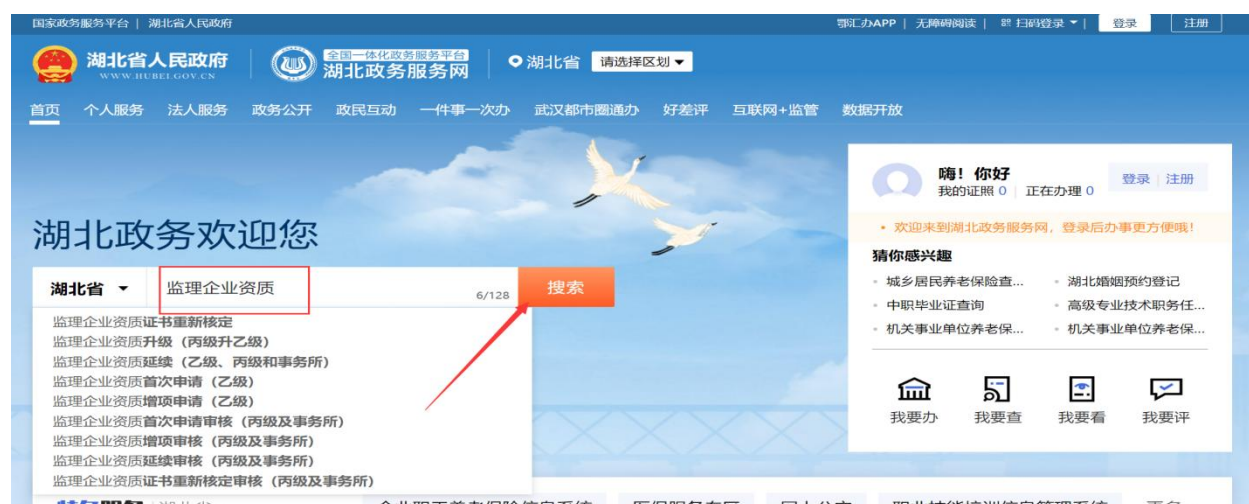 国家政务服务平台 | 湖北省人民政府
鄂汇办APP | 无障碍阅读 | 扫码登录 | 登录 注册
湖北省人民政府
WWW.HUBEI.GOV.CN
全国一体化政务服务平台
湖北政务服务网
湖北省 请选择区划
首页 个人服务 法人服务 政务公开 政民互动 一件事一次办 武汉都市圈通办 好差评 互联网+监管 数据开放
嗨！你好
我的证照 0 | 正在办理 0
登录 | 注册
湖北政务欢迎您
• 欢迎来到湖北政务服务网，登录后办事更方便哦！
猜你感兴趣
城乡居民养老保险查... 湖北婚姻预约登记
中职毕业证查询 高级专业技术职务任...
机关事业单位养老保... 机关事业单位养老保...
湖北省 监理企业资质 6/128 搜索
监理企业资质证书重新核定
监理企业资质升级（丙级升乙级）
监理企业资质延续（乙级、丙级和事务所）
监理企业资质首次申请（乙级）
监理企业资质增项申请（乙级）
监理企业资质首次申请审核（丙级及事务所）
监理企业资质增项审核（丙级及事务所）
监理企业资质延续审核（丙级及事务所）
监理企业资质证书重新核定审核（丙级及事务所）
我要办 我要查 我要看 我要评